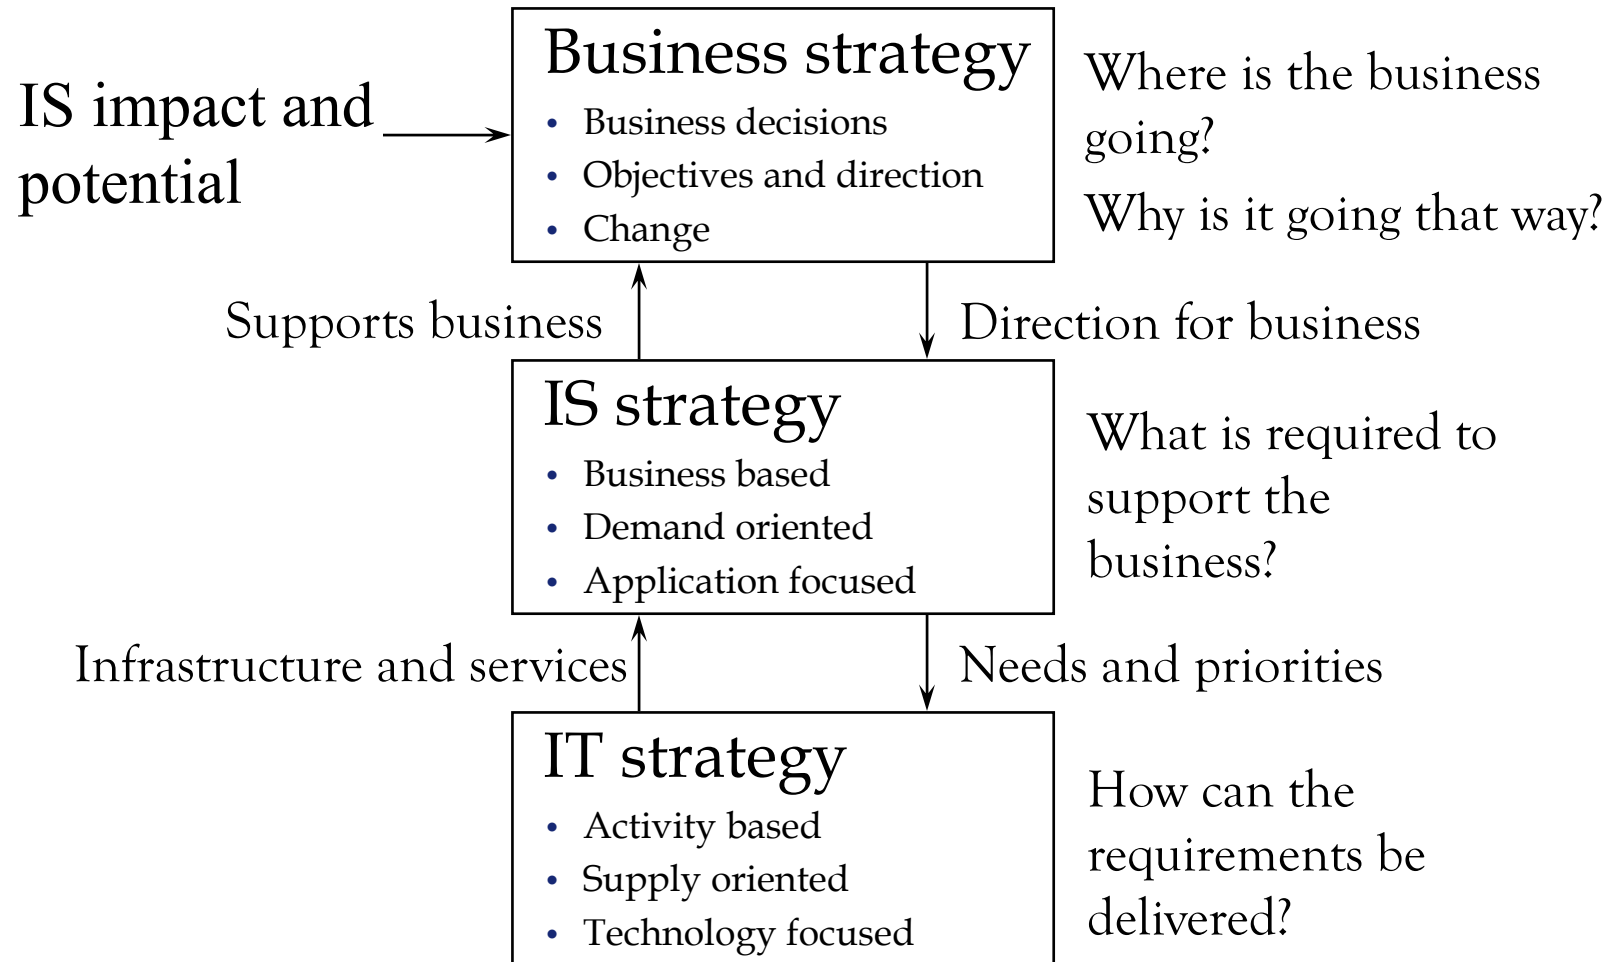 IS impact and
potential
Business strategy
• Business decisions
• Objectives and direction
• Change
Where is the business
going?
Why is it going that way?
Supports business
Direction for business
IS strategy
• Business based
• Demand oriented
• Application focused
What is required to
support the
business?
Infrastructure and services
Needs and priorities
IT strategy
• Activity based
• Supply oriented
• Technology focused
How can the
requirements be
delivered?